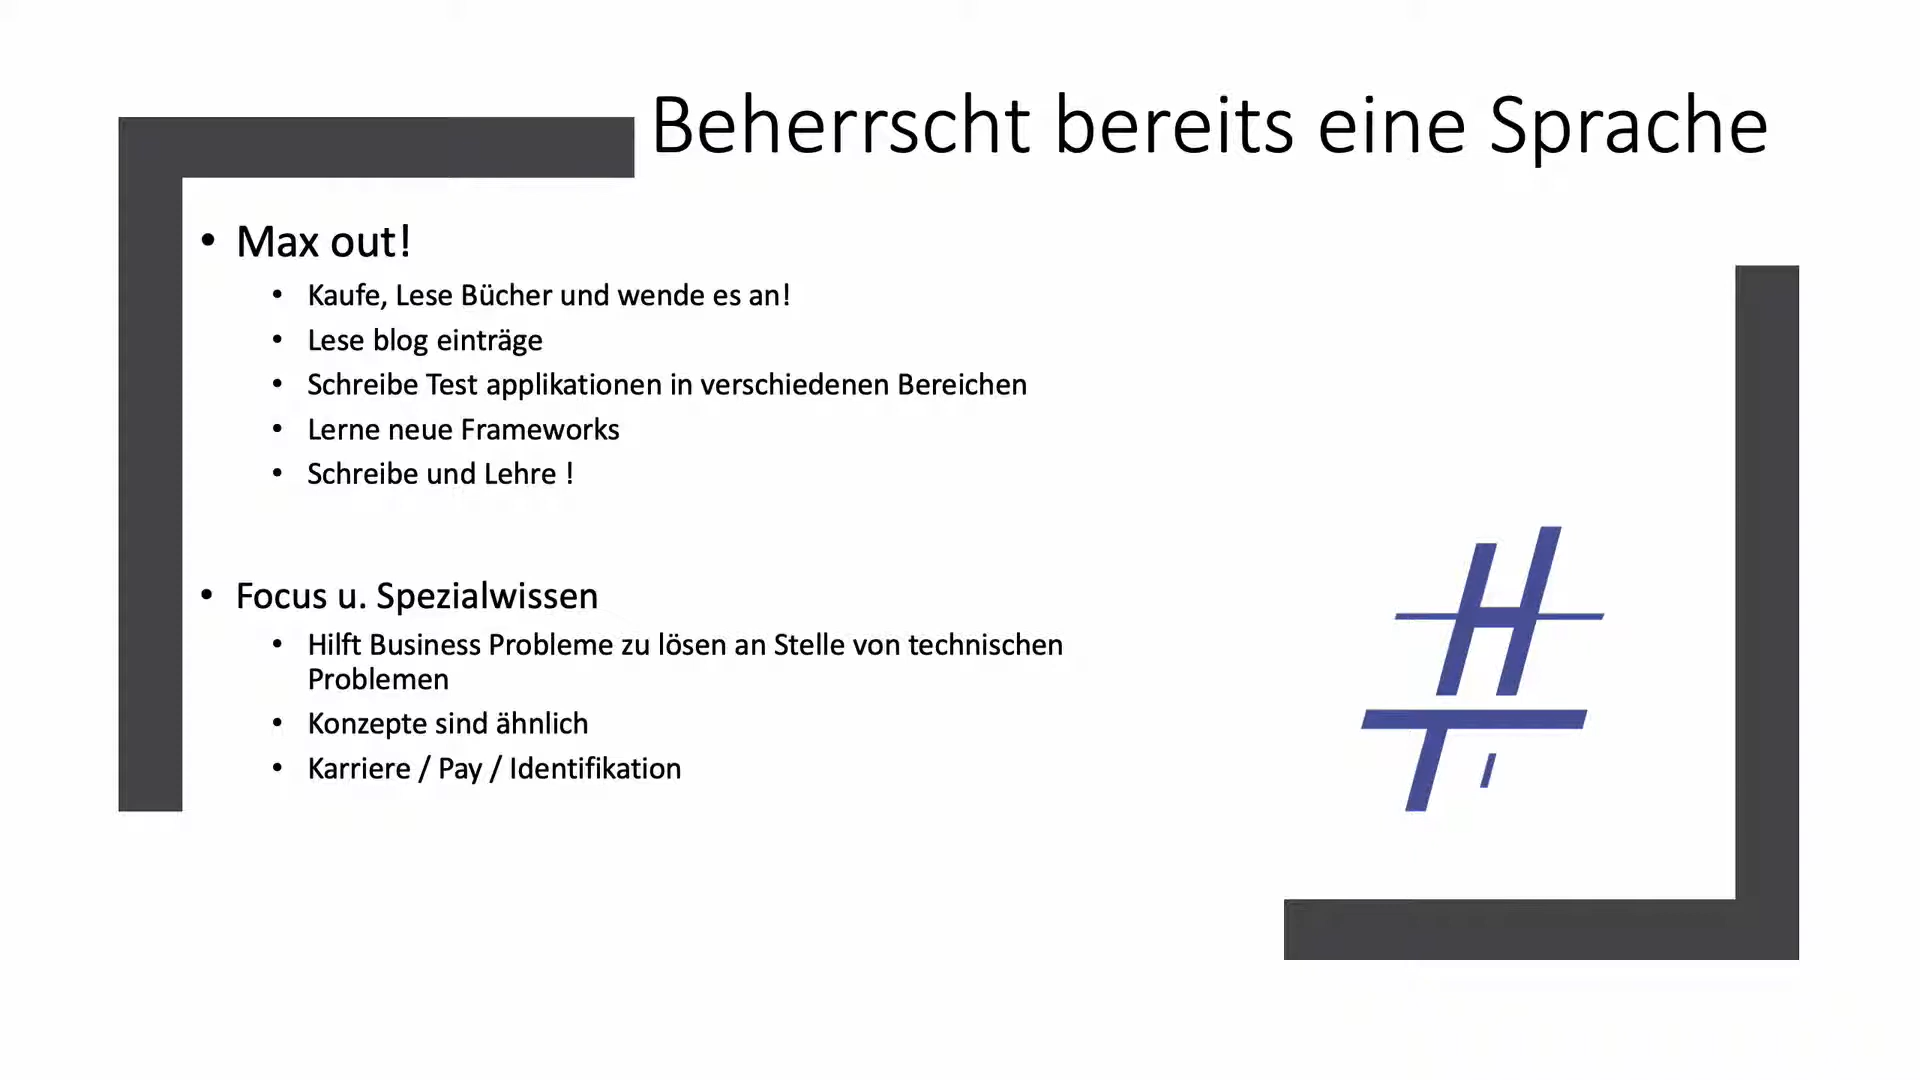 Beherrscht bereits eine Sprache
• Max out!
• Kaufe, Lese Bücher und wende es an!
• Lese blog einträge
• Schreibe Test applikationen in verschiedenen Bereichen
• Lerne neue Frameworks
• Schreibe und Lehre !
• Focus u. Spezialwissen
• Hilft Business Probleme zu lösen an Stelle von technischen
Problemen
• Konzepte sind ähnlich
• Karriere / Pay / Identifikation